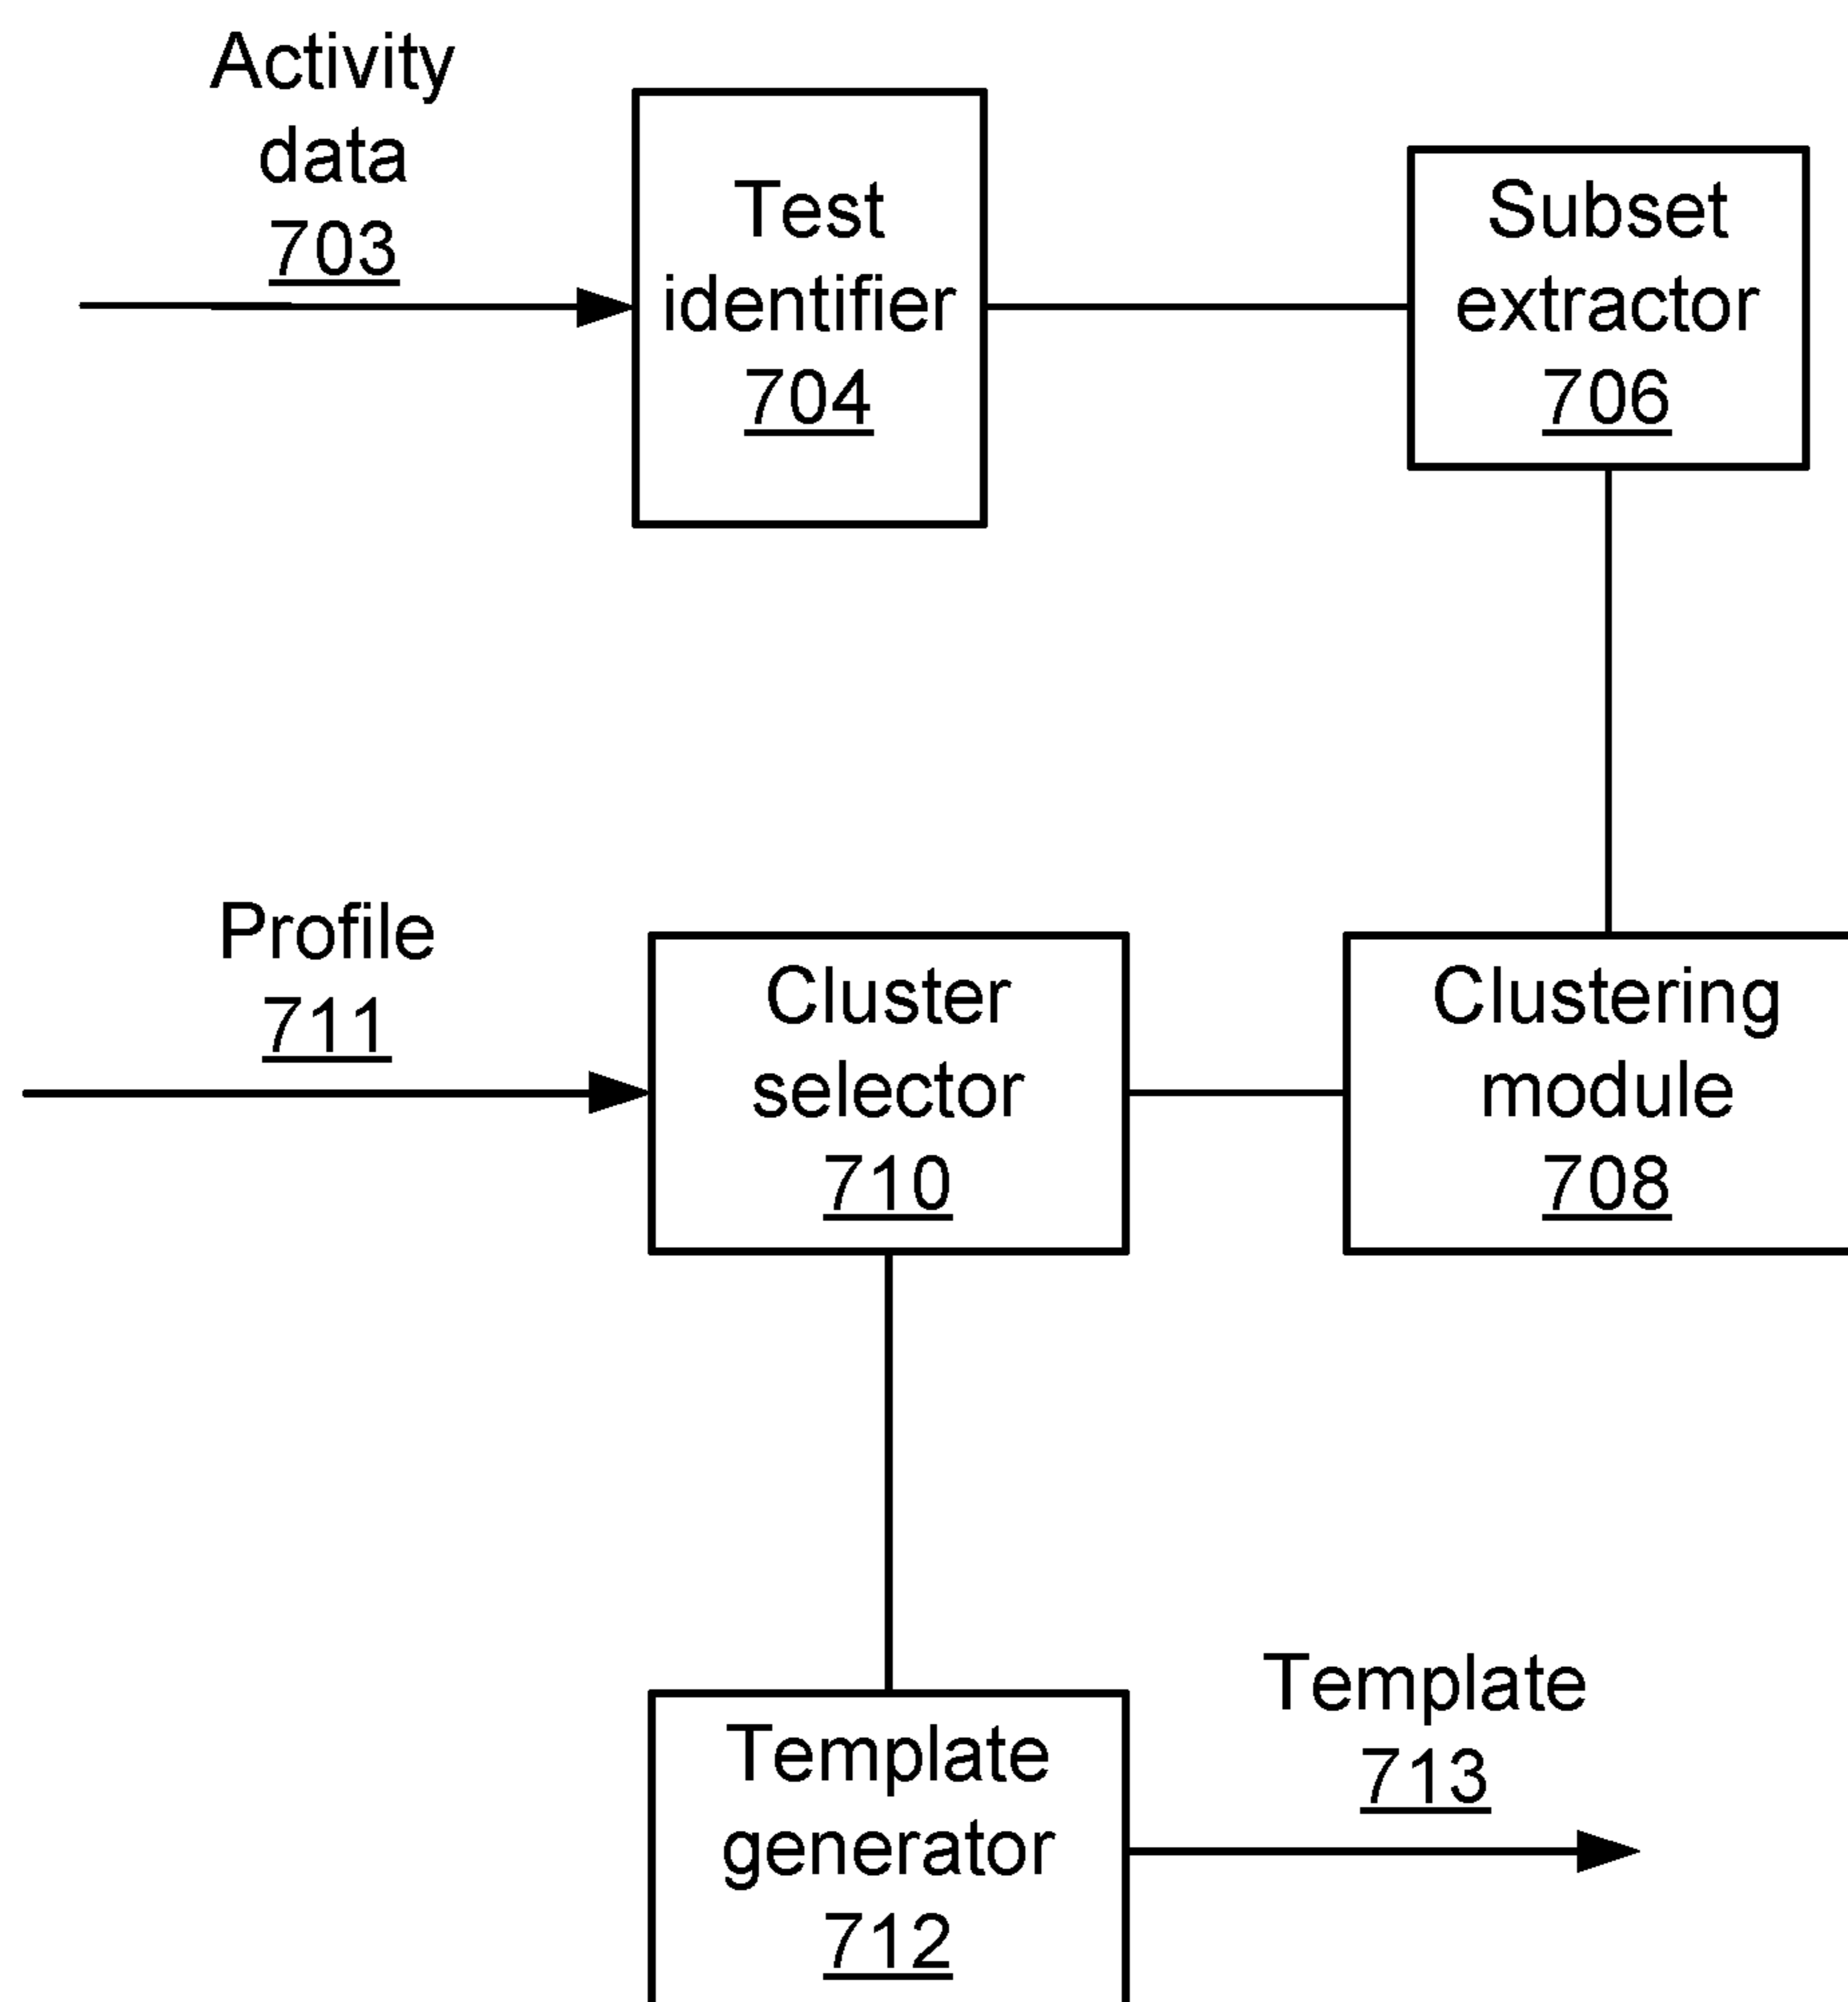 Activity
data
703
Test
identifier
704
Subset
extractor
706
Profile
711
Cluster
selector
710
Clustering
module
708
Template
generator
712
Template
713